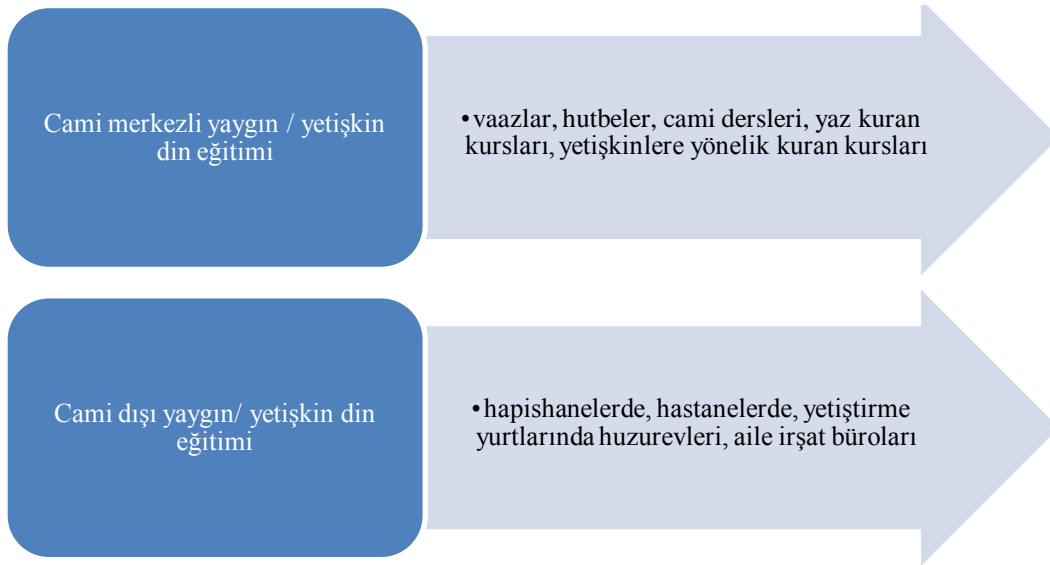 Cami merkezli yaygın / yetişkin
din eğitimi
•vaazlar, hutbeler, cami dersleri, yaz kuran
kursları, yetişkinlere yönelik kuran kursları
Cami dışı yaygın/ yetişkin din
eğitimi
•hapishanelerde, hastanelerde, yetiştirme
yurtlarında huzurevleri, aile irşat büroları